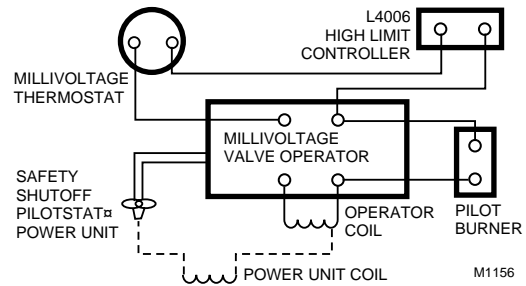 L4006
HIGH LIMIT
CONTROLLER
MILLIVOLTAGE
THERMOSTAT
MILLIVOLTAGE
VALVE OPERATOR
SAFETY
SHUTOFF
PILOTSTAT¤
POWER UNIT
OPERATOR
COIL
PILOT
BURNER
POWER UNIT COIL
M1156